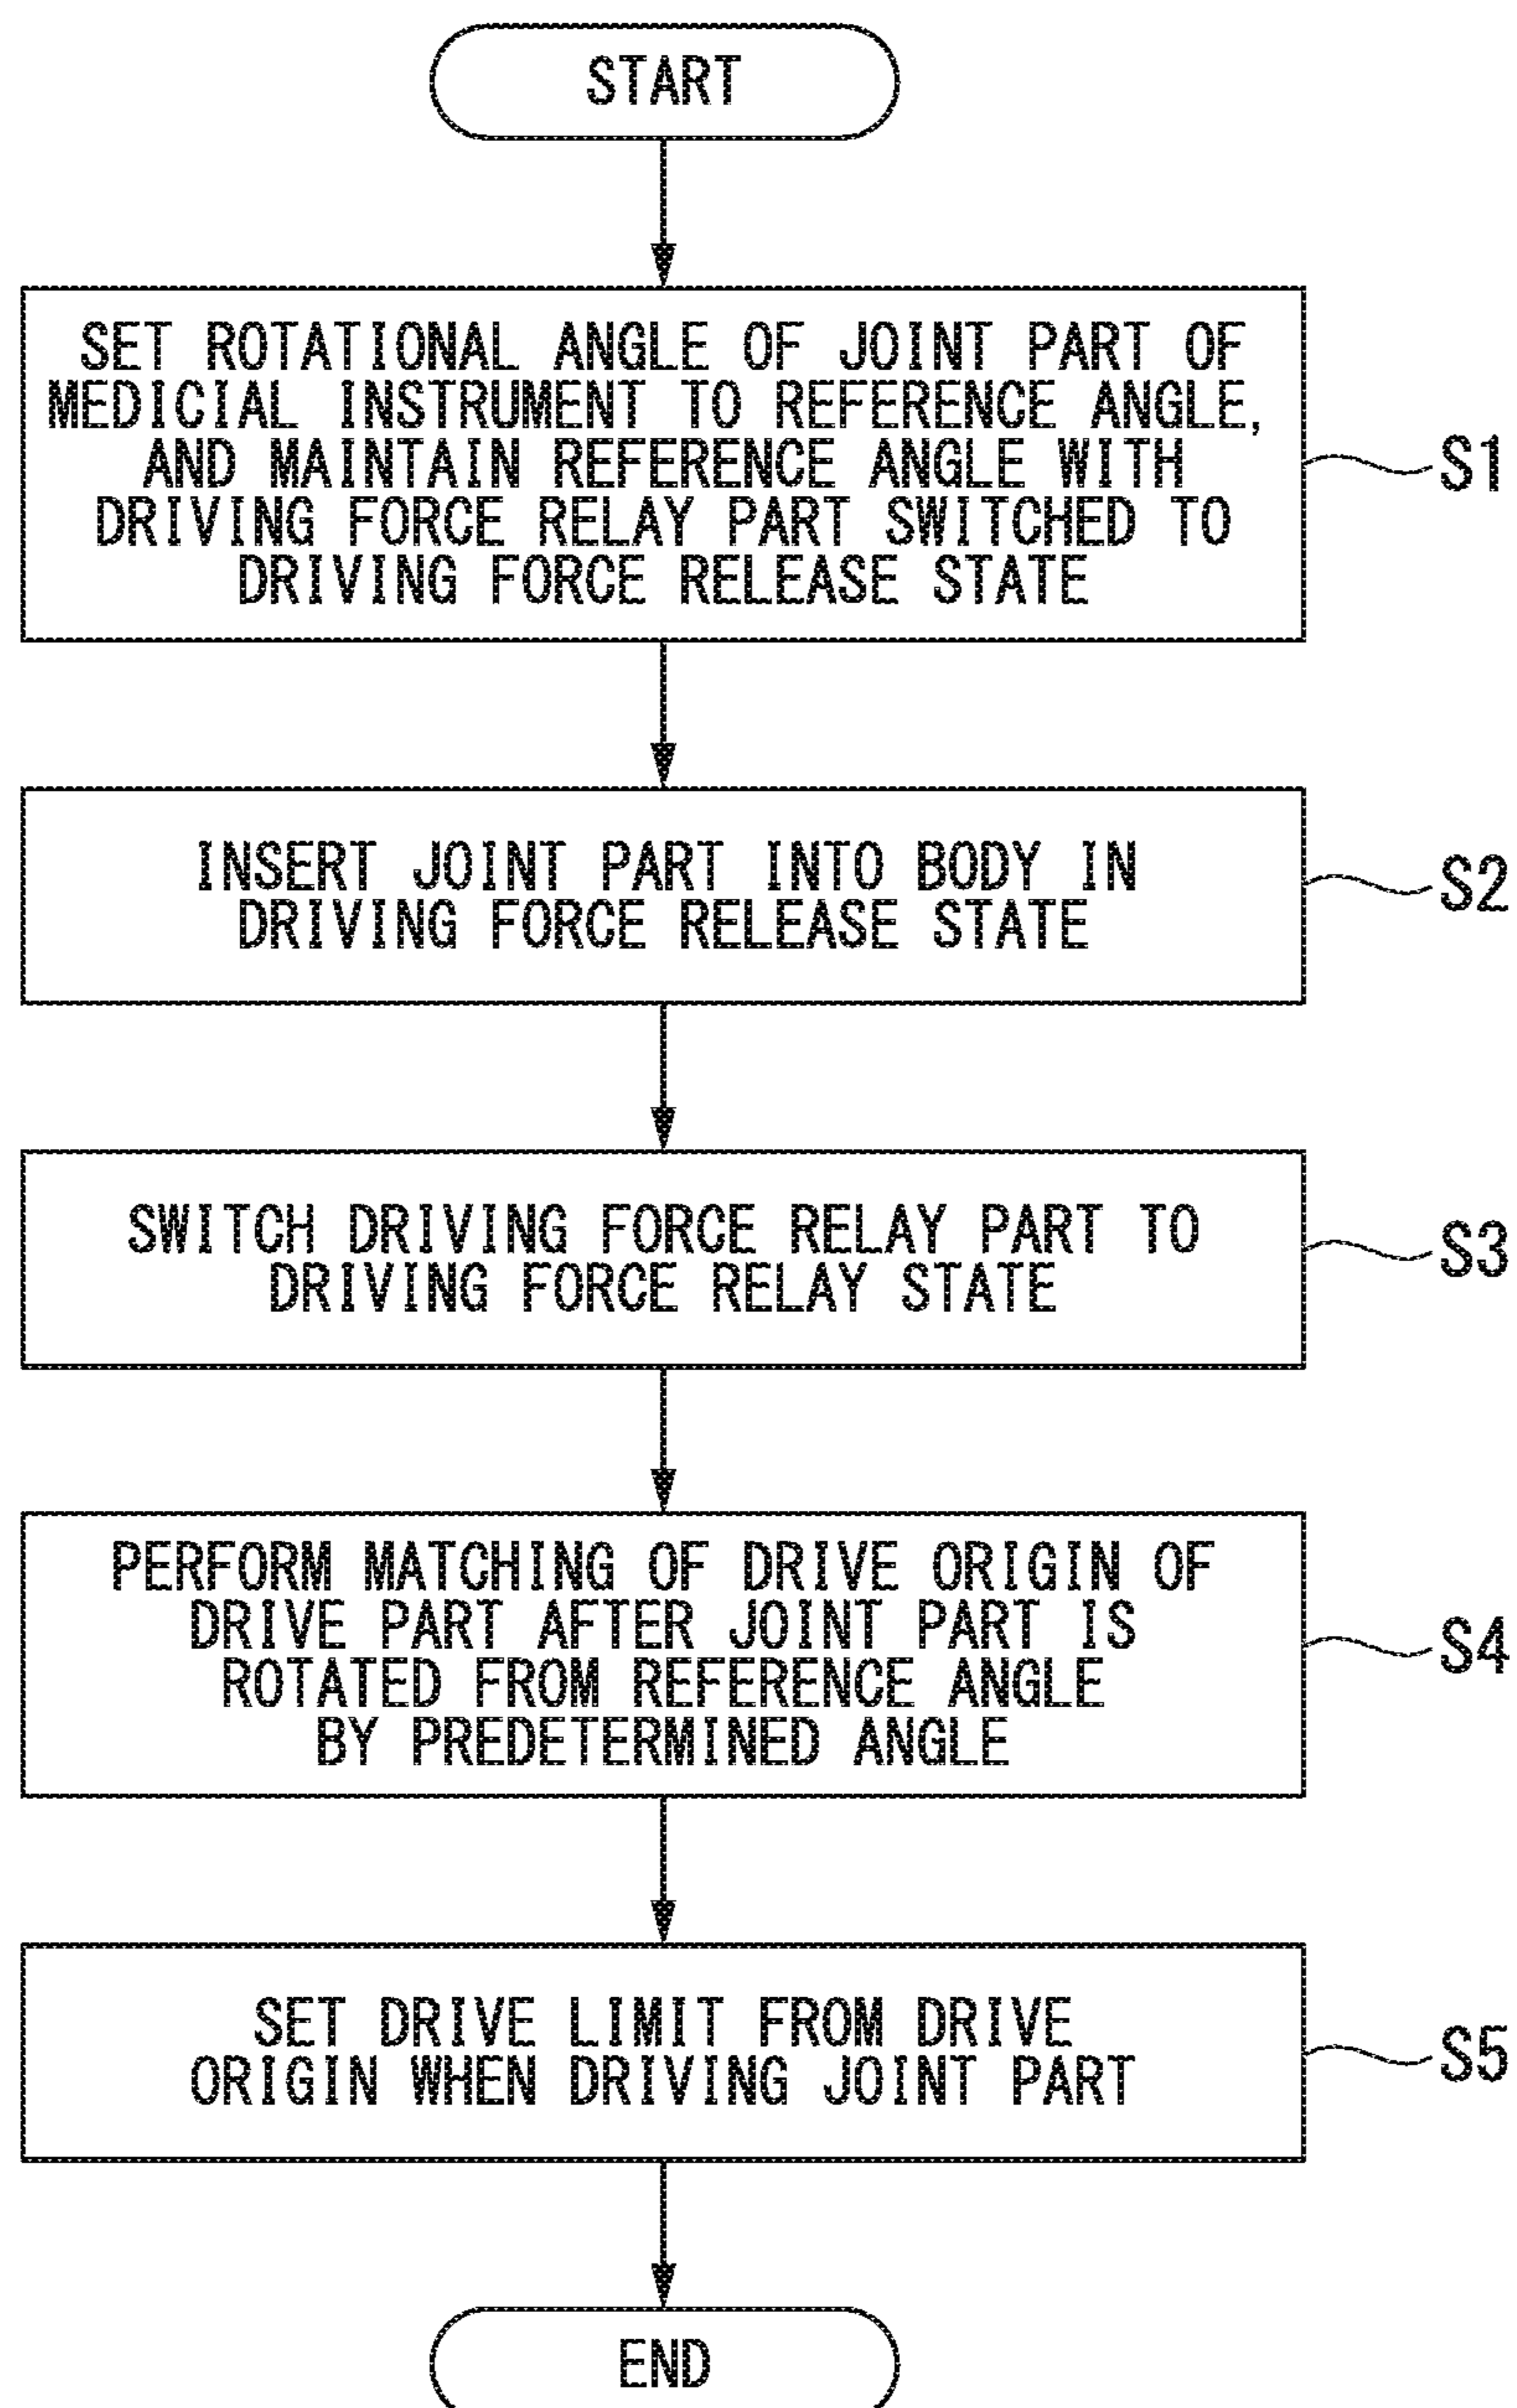 START
SET ROTATIONAL ANGLE OF JOINT PART OF
MEDICIAL INSTRUMENT TO REFERENCE ANGLE,
AND MAINTAIN REFERENCE ANGLE WITH
DRIVING FORCE RELAY PART SWITCHED TO
DRIVING FORCE RELEASE STATE
S1
INSERT JOINT PART INTO BODY IN
DRIVING FORCE RELEASE STATE
S2
SWITCH DRIVING FORCE RELAY PART TO
DRIVING FORCE RELAY STATE
S3
PERFORM MATCHING OF DRIVE ORIGIN OF
DRIVE PART AFTER JOINT PART IS
ROTATED FROM REFERENCE ANGLE
BY PREDETERMINED ANGLE
S4
SET DRIVE LIMIT FROM DRIVE
ORIGIN WHEN DRIVING JOINT PART
S5
END